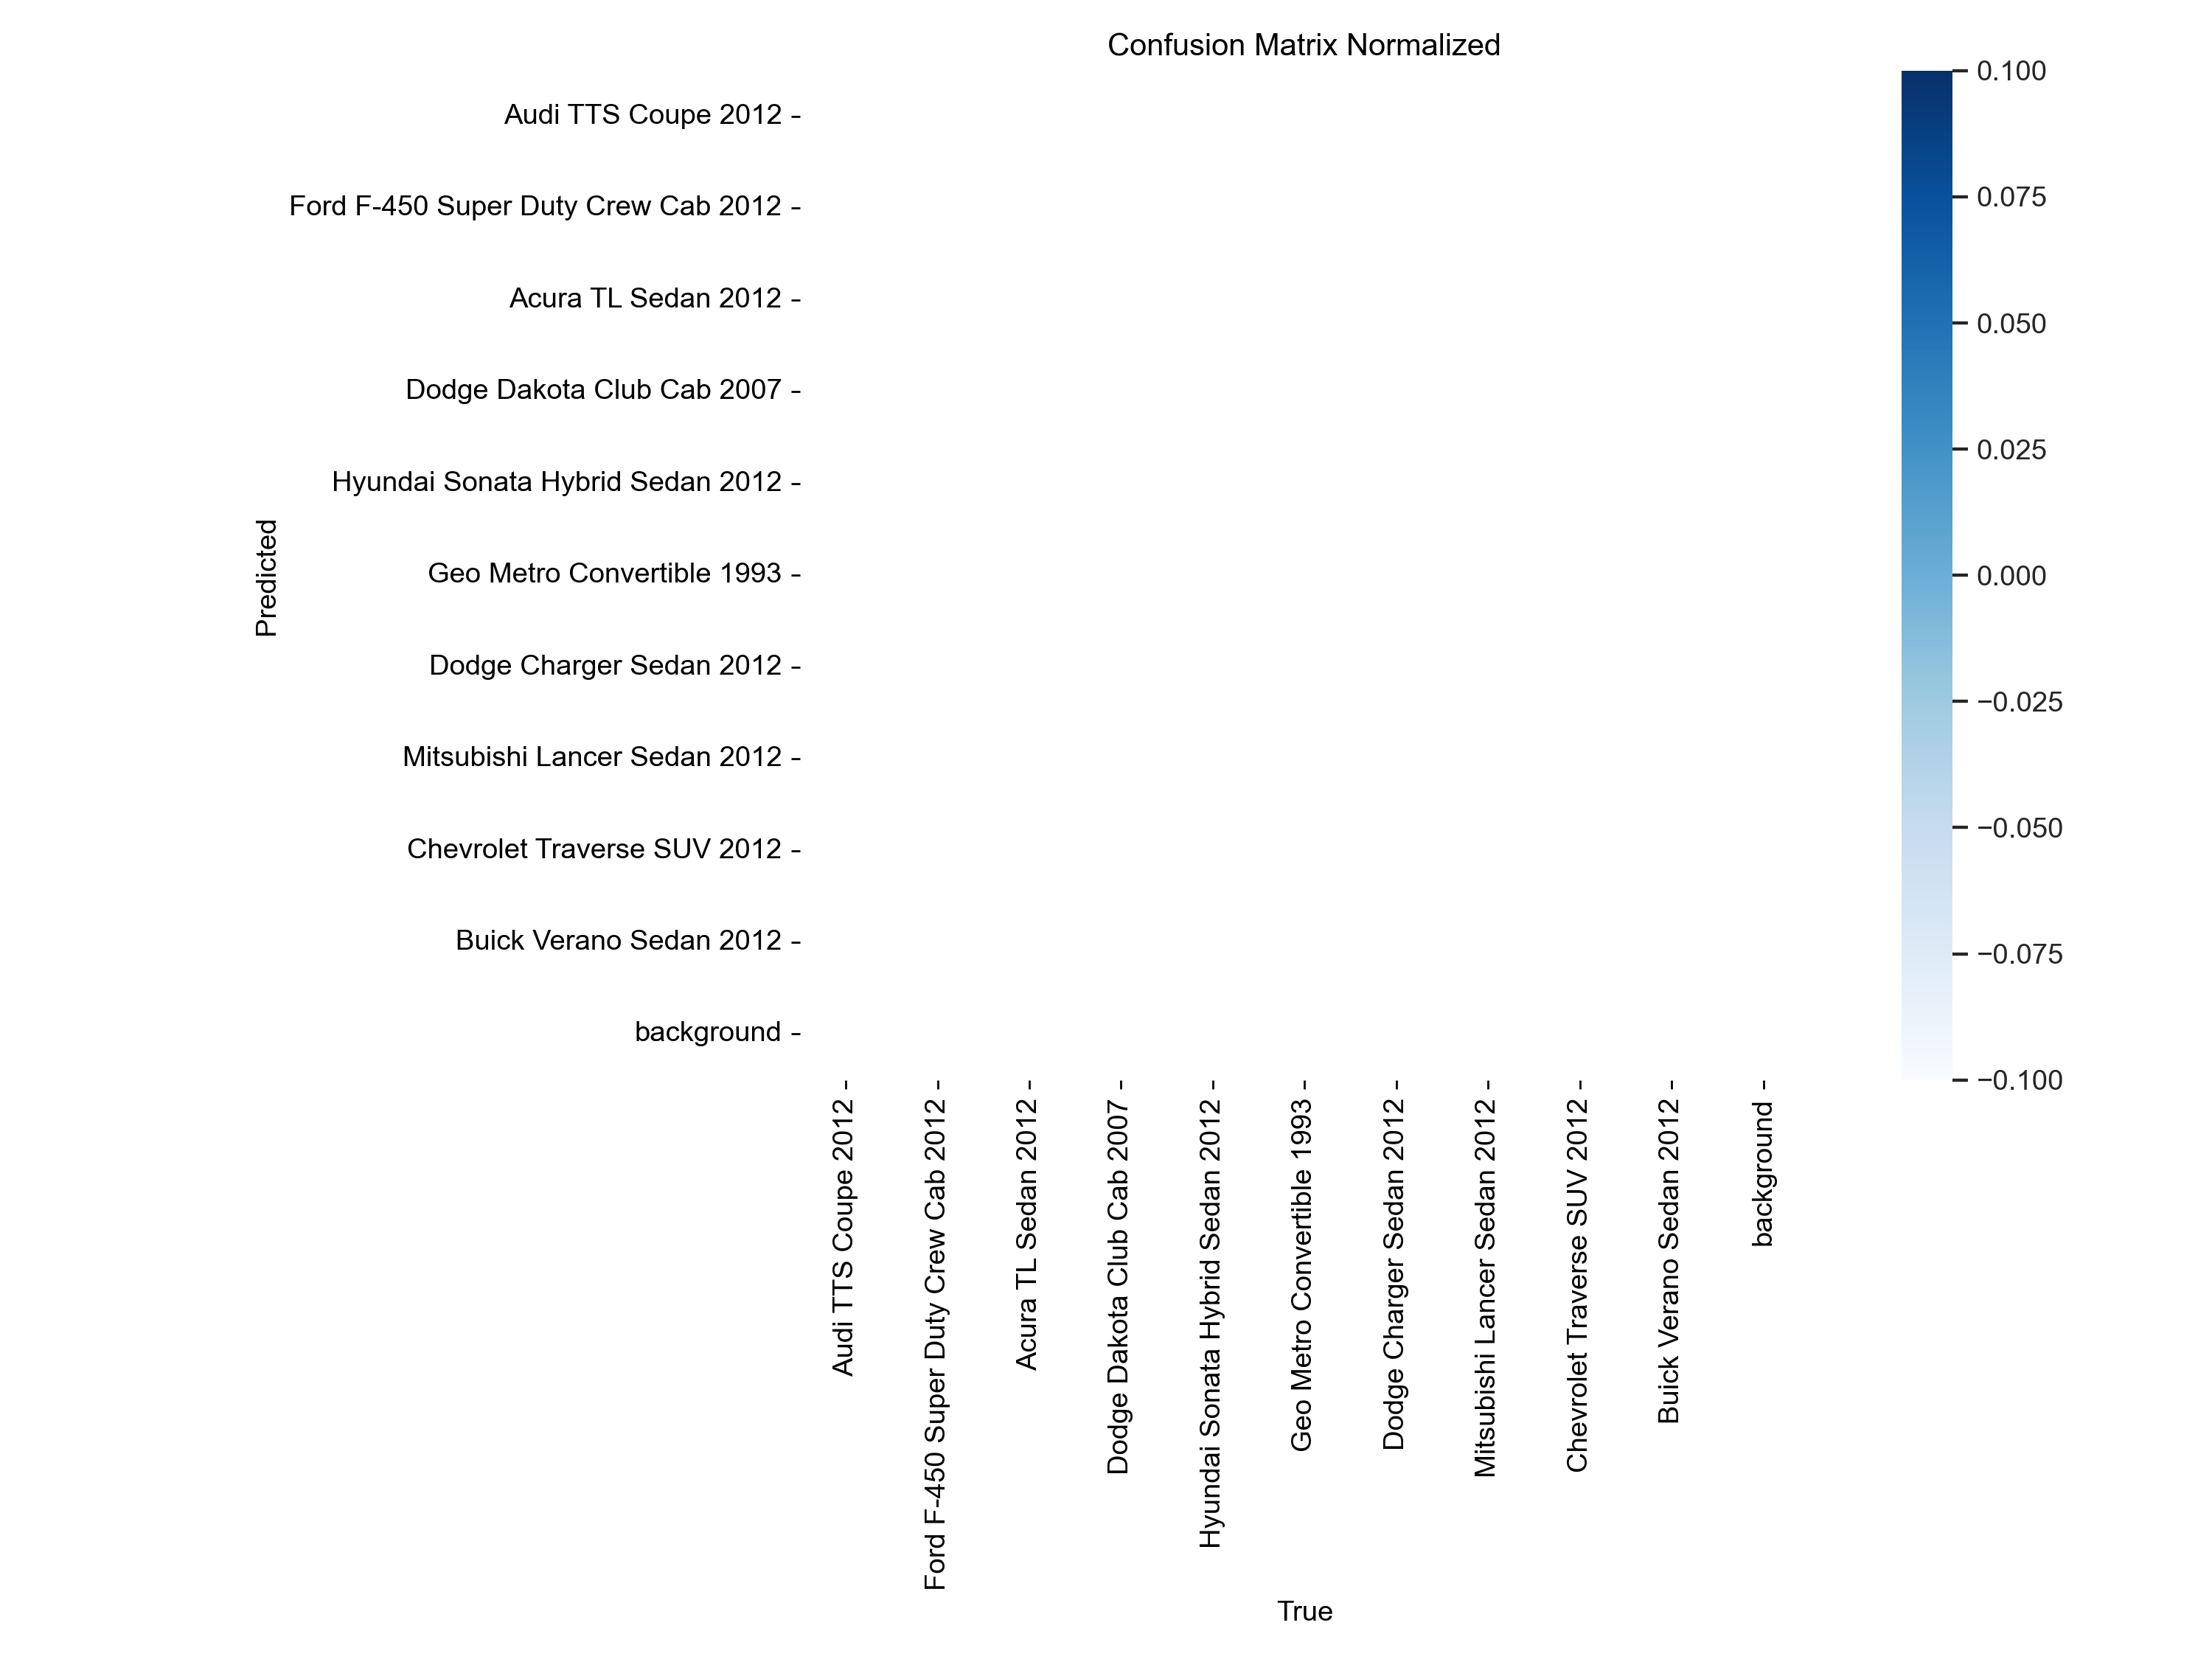 Confusion Matrix Normalized
Audi TTS Coupe 2012
Ford F-450 Super Duty Crew Cab 2012
Acura TL Sedan 2012
Dodge Dakota Club Cab 2007
Hyundai Sonata Hybrid Sedan 2012
Geo Metro Convertible 1993
Dodge Charger Sedan 2012
Mitsubishi Lancer Sedan 2012
Chevrolet Traverse SUV 2012
Buick Verano Sedan 2012
background
Predicted
Audi TTS Coupe 2012
Ford F-450 Super Duty Crew Cab 2012
Acura TL Sedan 2012
Dodge Dakota Club Cab 2007
Hyundai Sonata Hybrid Sedan 2012
Geo Metro Convertible 1993
Dodge Charger Sedan 2012
Mitsubishi Lancer Sedan 2012
Chevrolet Traverse SUV 2012
Buick Verano Sedan 2012
background
True
0.100
0.075
0.050
0.025
0.000
−0.025
−0.050
−0.075
−0.100